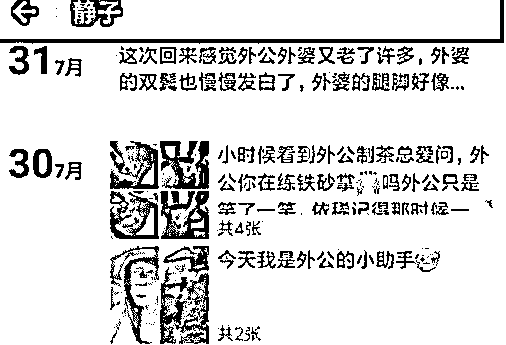 静子
31 7月
这次回来感觉外公外婆又老了许多，外婆
的双鬓也慢慢发白了，外婆的腿脚好像...
30 7月
小时候看到外公制茶总爱问，外
公你在练铁砂掌吗外公只是
笑了一笑，依稀记得那时候一
共4张
今天我是外公的小助手
共2张